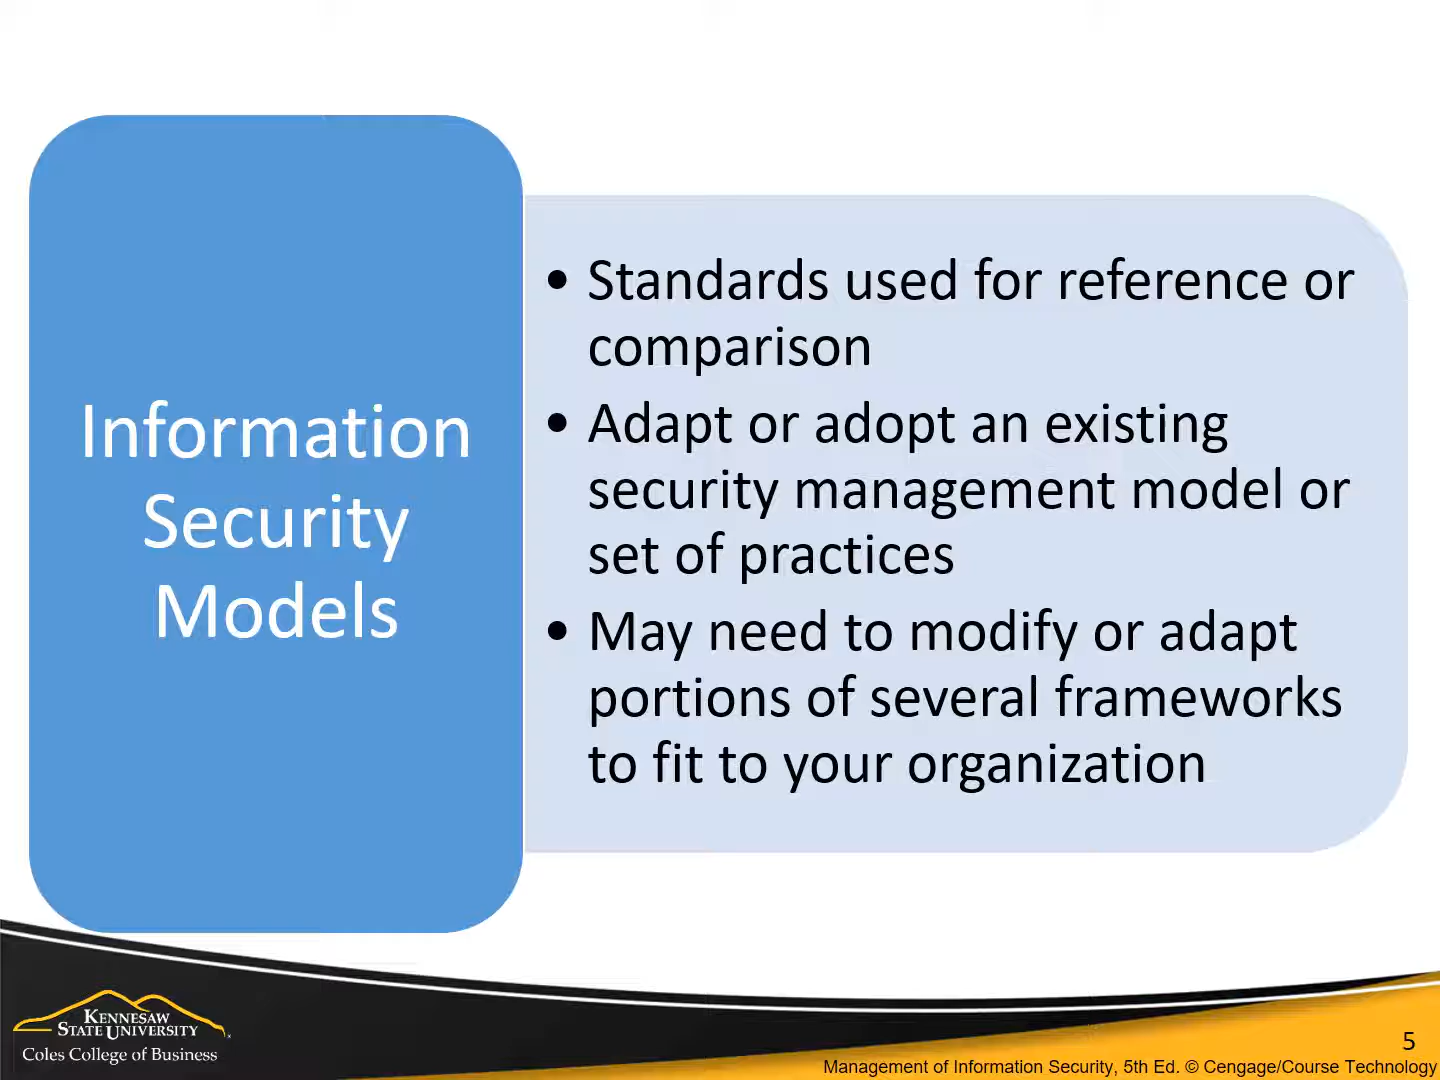 Information
Security
Models
• Standards used for reference or
comparison
• Adapt or adopt an existing
security management model or
set of practices
• May need to modify or adapt
portions of several frameworks
to fit to your organization
KENNESAW
STATE UNIVERSITY
Coles College of Business
5
Management of Information Security, 5th Ed. © Cengage/Course Technology